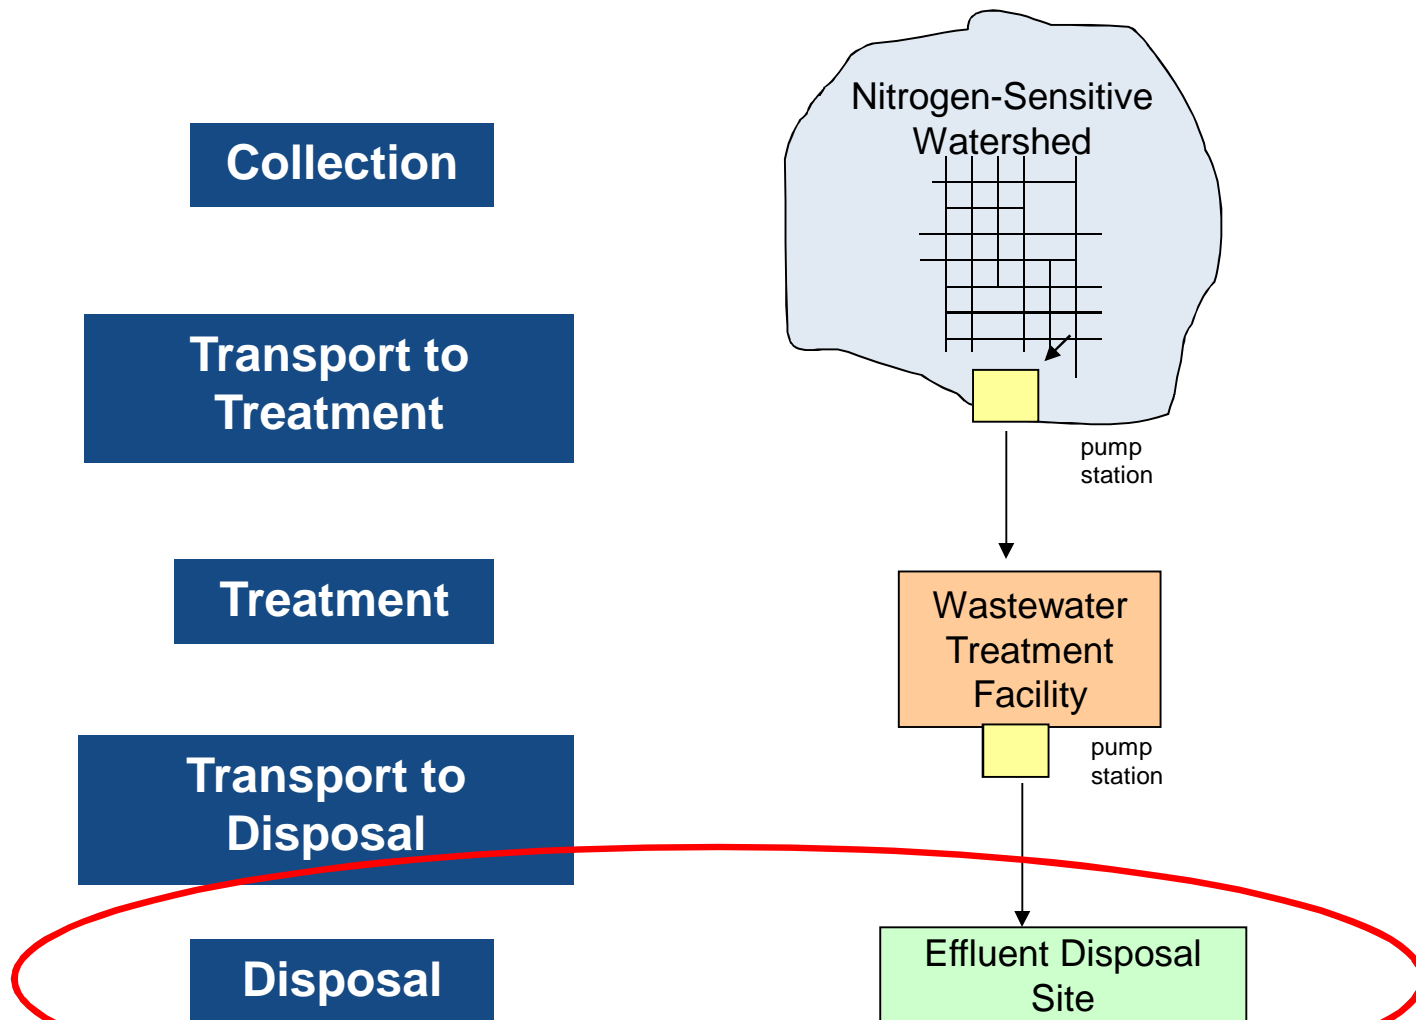 Nitrogen-Sensitive
Watershed
Collection
Transport to
Treatment
pump
station
Treatment
Wastewater
Treatment
Facility
Transport to
Disposal
pump
station
Disposal
Effluent Disposal
Site